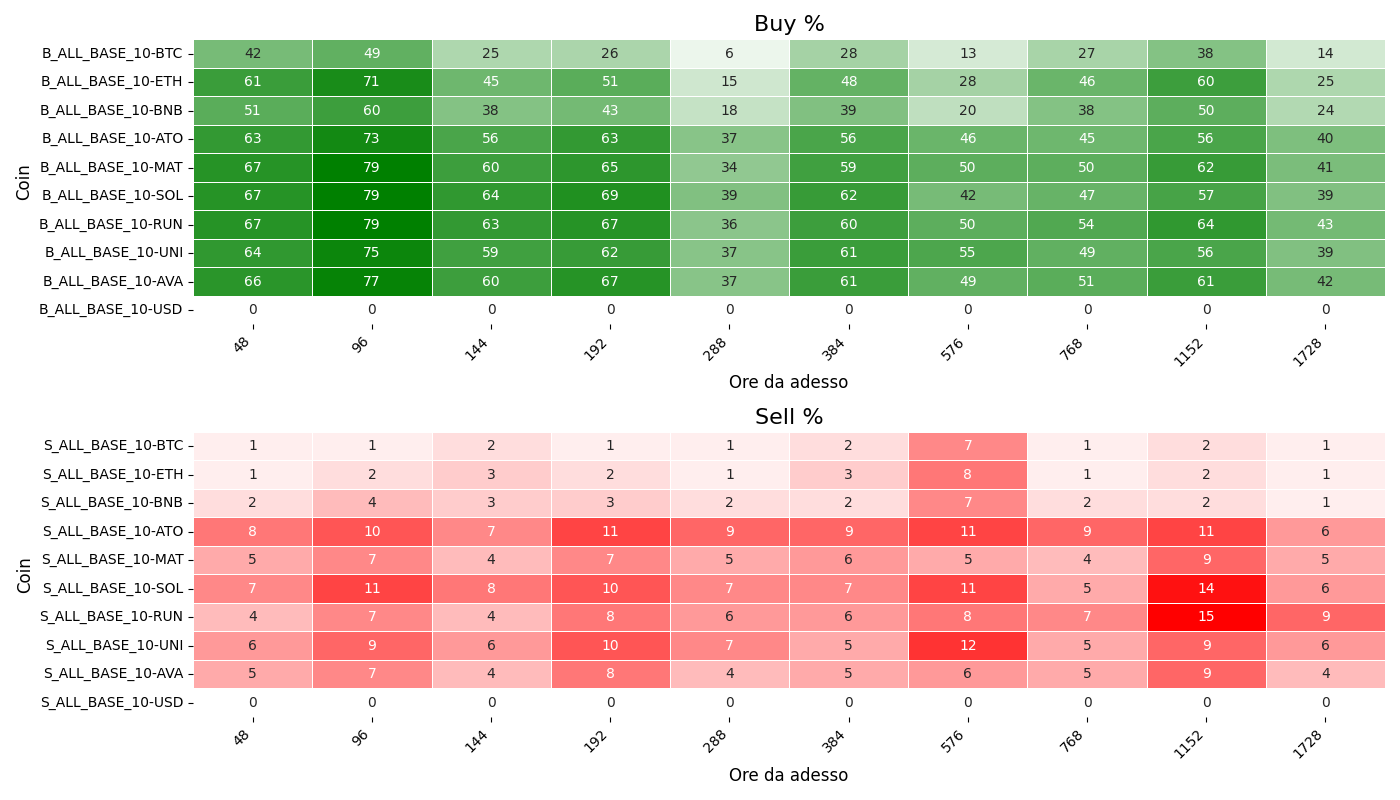 Buy %
Coin
B_ALL_BASE_10-BTC 42 49 25 26 6 28 13 27 38 14
B_ALL_BASE_10-ETH 61 71 45 51 15 48 28 46 60 25
B_ALL_BASE_10-BNB 51 60 38 43 18 39 20 38 50 24
B_ALL_BASE_10-ATO 63 73 56 63 37 56 46 45 56 40
B_ALL_BASE_10-MAT 67 79 60 65 34 59 50 50 62 41
B_ALL_BASE_10-SOL 67 79 64 69 39 62 42 47 57 39
B_ALL_BASE_10-RUN 67 79 63 67 36 60 50 54 64 43
B_ALL_BASE_10-UNI 64 75 59 62 37 61 55 49 56 39
B_ALL_BASE_10-AVA 66 77 60 67 37 61 49 51 61 42
B_ALL_BASE_10-USD 0 0 0 0 0 0 0 0 0 0
48 96 144 192 288 384 576 768 1152 1728
Ore da adesso
Sell %
Coin
S_ALL_BASE_10-BTC 1 1 2 1 1 2 7 1 2 1
S_ALL_BASE_10-ETH 1 2 3 2 1 3 8 1 2 1
S_ALL_BASE_10-BNB 2 4 3 3 2 2 7 2 2 1
S_ALL_BASE_10-ATO 8 10 7 11 9 9 11 9 11 6
S_ALL_BASE_10-MAT 5 7 4 7 5 6 5 4 9 5
S_ALL_BASE_10-SOL 7 11 8 10 7 7 11 5 14 6
S_ALL_BASE_10-RUN 4 7 4 8 6 6 8 7 15 9
S_ALL_BASE_10-UNI 6 9 6 10 7 5 12 5 9 6
S_ALL_BASE_10-AVA 5 7 4 8 4 5 6 5 9 4
S_ALL_BASE_10-USD 0 0 0 0 0 0 0 0 0 0
48 96 144 192 288 384 576 768 1152 1728
Ore da adesso